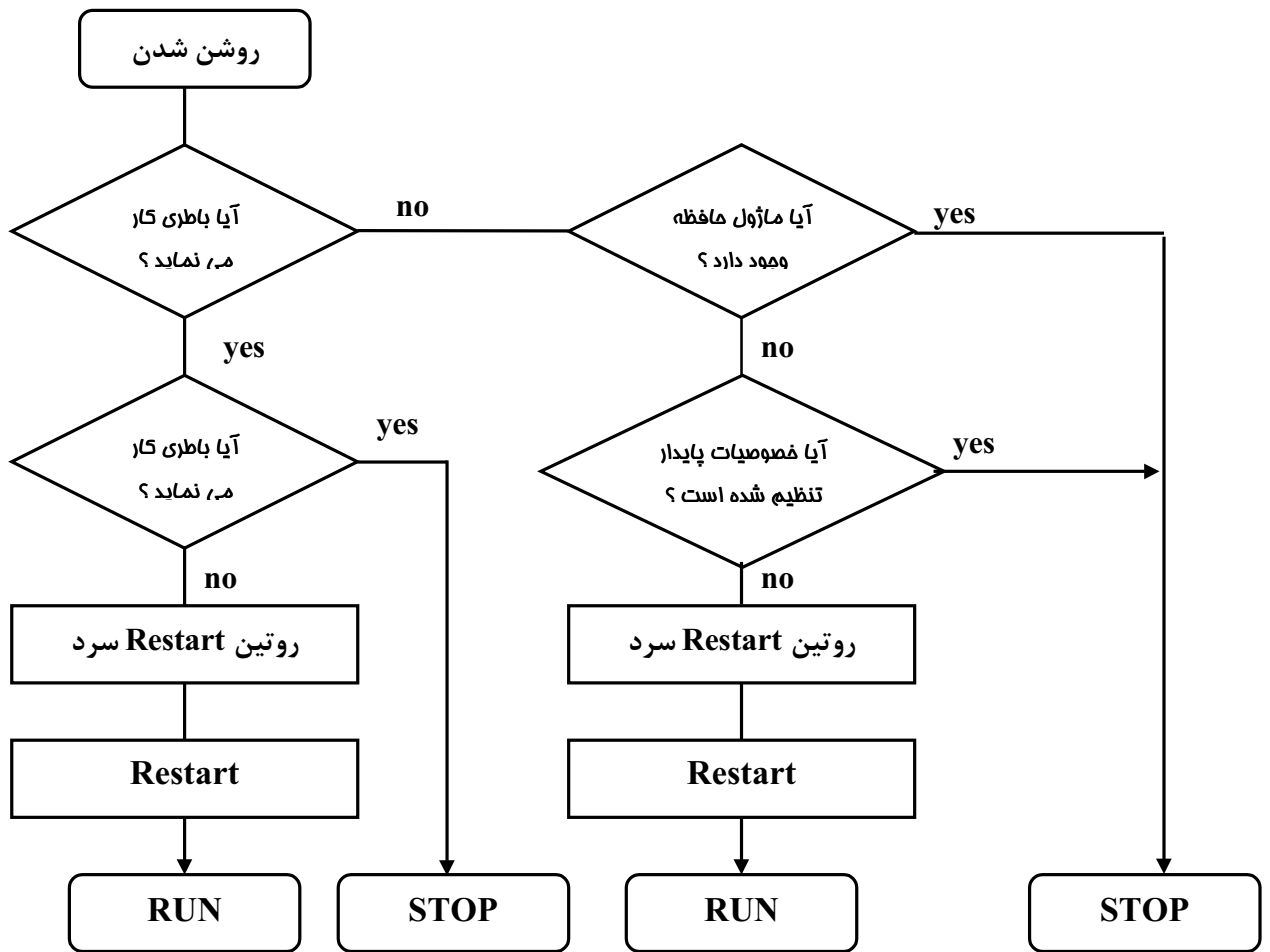 روشن شدن
آیا باطری کار
می نماید ؟
no
آیا ماژول حافظه
وجود دارد ؟
yes
yes
no
آیا باطری کار
می نماید ؟
yes
آیا خصوصیات پایدار
تنظیم شده است ؟
yes
no
no
روتین Restart سرد
روتین Restart سرد
Restart
Restart
RUN
STOP
RUN
STOP